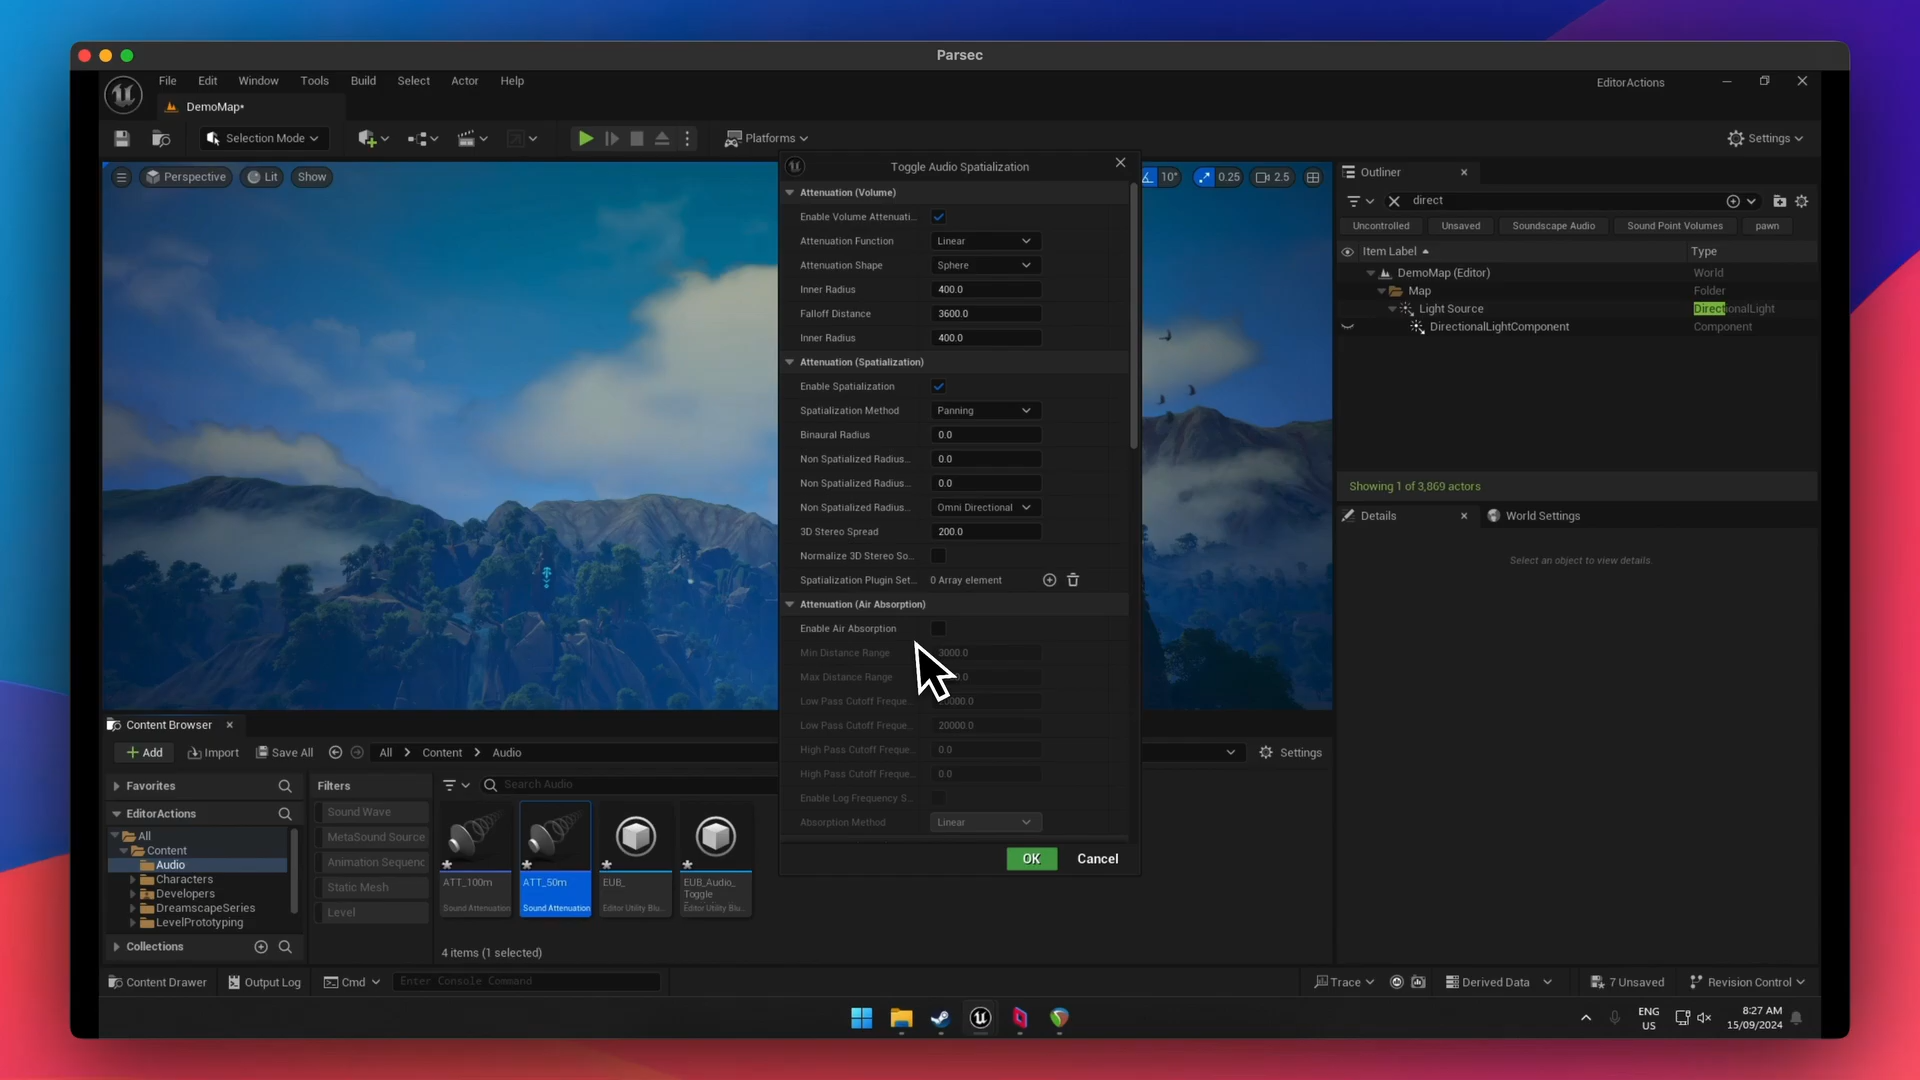 Parsec
File Edit Window Tools Build Select Actor Help
EditorActions
DemoMap*
Selection Mode
Platforms
Settings
Perspective Lit Show
10° 0.25 2.5
Toggle Audio Spatialization
Attenuation (Volume)
Enable Volume Attenuati...
Attenuation Function Linear
Attenuation Shape Sphere
Inner Radius 400.0
Falloff Distance 3600.0
Inner Radius 400.0
Attenuation (Spatialization)
Enable Spatialization
Spatialization Method Panning
Binaural Radius 0.0
Non Spatialized Radius... 0.0
Non Spatialized Radius... 0.0
Non Spatialized Radius... Omni Directional
3D Stereo Spread 200.0
Normalize 3D Stereo So...
Spatialization Plugin Set... 0 Array element
Attenuation (Air Absorption)
Enable Air Absorption
Min Distance Range 3000.0
Max Distance Range
Low Pass Cutoff Freque...
Low Pass Cutoff Freque... 20000.0
High Pass Cutoff Freque... 0.0
High Pass Cutoff Freque... 0.0
Enable Log Frequency S...
Absorption Method Linear
OK Cancel
Outliner
direct
Uncontrolled Unsaved Soundscape Audio Sound Point Volumes pawn
Item Label Type
DemoMap (Editor) World
Map Folder
Light Source DirectionalLight
DirectionalLightComponent Component
Showing 1 of 3,869 actors
Details World Settings
Select an object to view details
Content Browser
Add Import Save All All Content Audio
Settings
Favorites
EditorActions
All
Content
Audio
Characters
Developers
DreamscapeSeries
LevelPrototyping
Collections
Filters
Sound Wave
MetaSound Source
Animation Sequenc
Static Mesh
Level
Search Audio
ATT_100m
Sound Attenuation
ATT_50m
Sound Attenuation
EUB_
Editor Utility Blu...
EUB_Audio_
Toggle
Editor Utility Blu...
4 items (1 selected)
Content Drawer Output Log Cmd Enter Console Command
Trace Derived Data 7 Unsaved Revision Control
ENG
US
8:27 AM
15/09/2024